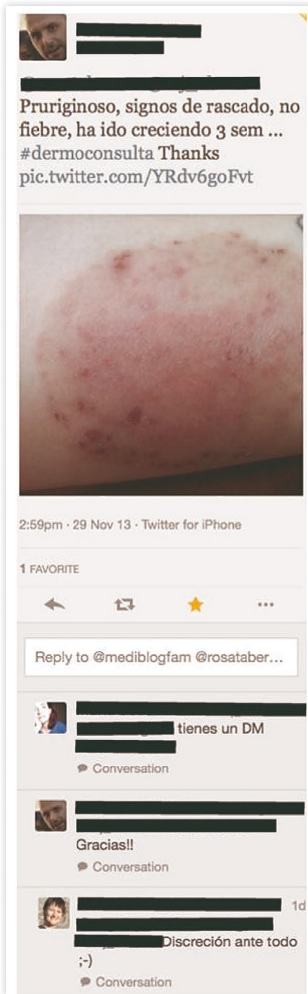 Pruriginoso, signos de rascado, no
fiebre, ha ido creciendo 3 sem ...
#dermoconsulta Thanks
pic.twitter.com/YRdv6goFvt
2:59pm · 29 Nov 13 · Twitter for iPhone
1 FAVORITE
Reply to @mediblogfam @rosataber...
tienes un DM
Conversation
Gracias!!
Conversation
1d
Discreción ante todo
;-)
Conversation